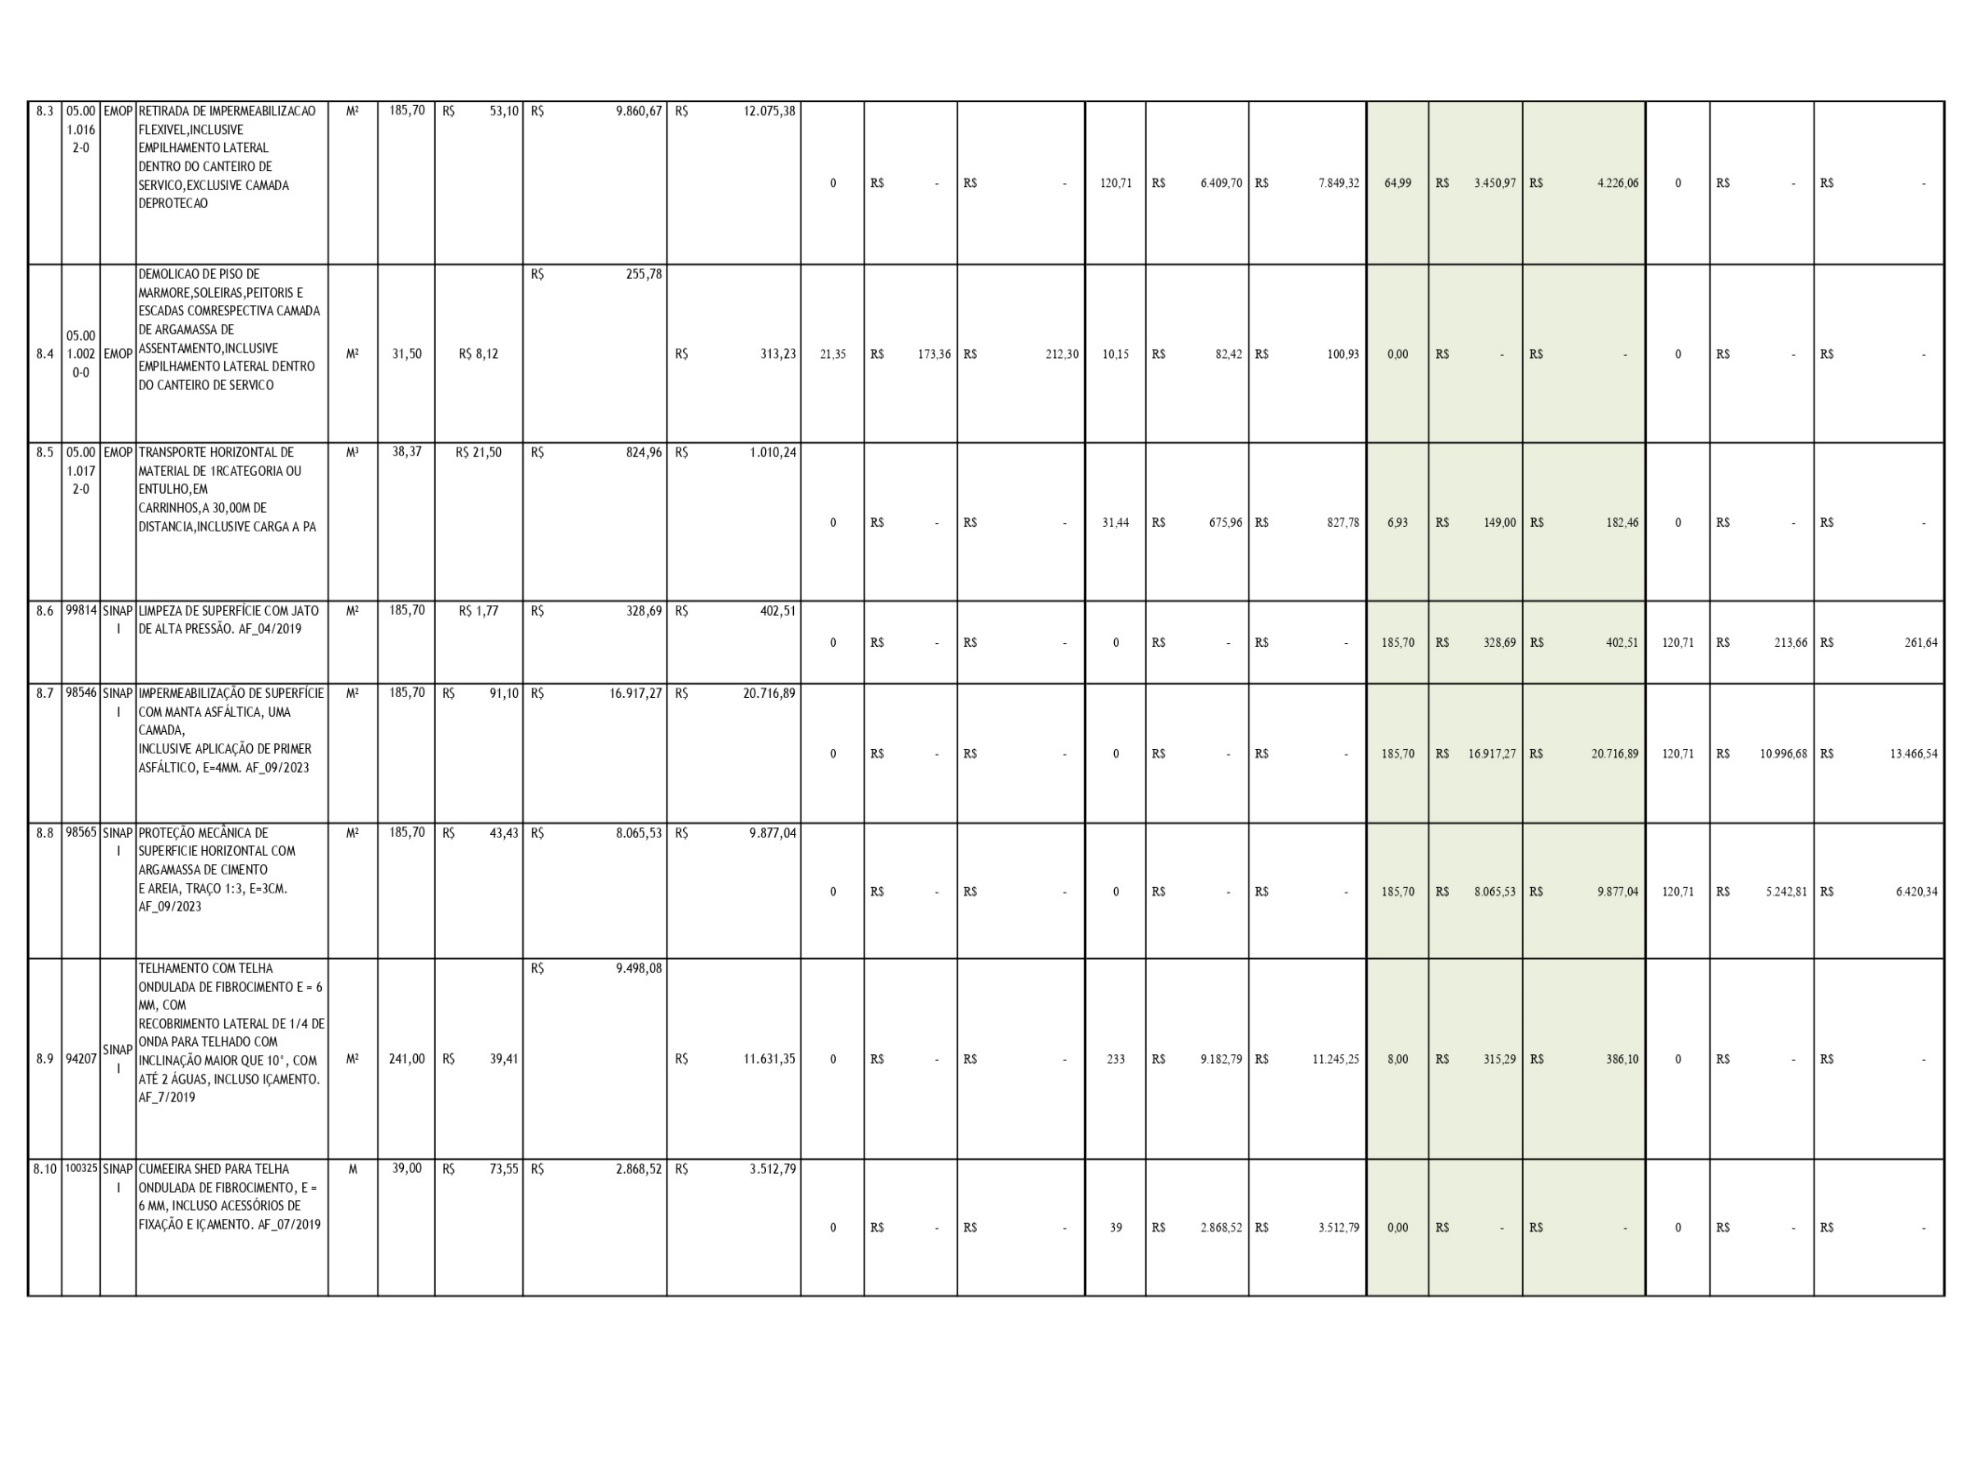 8.3 05.00 EMOP RETIRADA DE IMPERMEABILIZACAO M² 185,70 R$ 53,10 R$ 9.860,67 R$ 12.075,38
1.016 FLEXIVEL,INCLUSIVE
2-0 EMPILHAMENTO LATERAL
DENTRO DO CANTEIRO DE
SERVICO,EXCLUSIVE CAMADA 0 R$ - R$ - 120,71 R$ 6.409,70 R$ 7.849,32 64,99 R$ 3.450,97 R$ 4.226,06 0 R$ - R$ -
DEPROTECAO
DEMOLICAO DE PISO DE R$ 255,78
MARMORE,SOLEIRAS,PEITORIS E
ESCADAS COMRESPECTIVA CAMADA
05.00 DE ARGAMASSA DE
8.4 1.002 EMOP ASSENTAMENTO,INCLUSIVE M² 31,50 R$ 8,12 R$ 313,23 21,35 R$ 173,36 R$ 212,30 10,15 R$ 82,42 R$ 100,93 0,00 R$ - R$ - 0 R$ - R$ -
0-0 EMPILHAMENTO LATERAL DENTRO
DO CANTEIRO DE SERVICO
8.5 05.00 EMOP TRANSPORTE HORIZONTAL DE M³ 38,37 R$ 21,50 R$ 824,96 R$ 1.010,24
1.017 MATERIAL DE 1RCATEGORIA OU
2-0 ENTULHO,EM
CARRINHOS,A 30,00M DE
DISTANCIA,INCLUSIVE CARGA A PA 0 R$ - R$ - 31,44 R$ 675,96 R$ 827,78 6,93 R$ 149,00 R$ 182,46 0 R$ - R$ -
8.6 99814 SINAP LIMPEZA DE SUPERFÍCIE COM JATO M² 185,70 R$ 1,77 R$ 328,69 R$ 402,51
I DE ALTA PRESSÃO. AF_04/2019
0 R$ - R$ - 0 R$ - R$ - 185,70 R$ 328,69 R$ 402,51 120,71 R$ 213,66 R$ 261,64
8.7 98546 SINAP IMPERMEABILIZAÇÃO DE SUPERFÍCIE M² 185,70 R$ 91,10 R$ 16.917,27 R$ 20.716,89
I COM MANTA ASFÁLTICA, UMA
CAMADA,
INCLUSIVE APLICAÇÃO DE PRIMER 0 R$ - R$ - 0 R$ - R$ - 185,70 R$ 16.917,27 R$ 20.716,89 120,71 R$ 10.996,68 R$ 13.466,54
ASFÁLTICO, E=4MM. AF_09/2023
8.8 98565 SINAP PROTEÇÃO MECÂNICA DE M² 185,70 R$ 43,43 R$ 8.065,53 R$ 9.877,04
I SUPERFICIE HORIZONTAL COM
ARGAMASSA DE CIMENTO
E AREIA, TRAÇO 1:3, E=3CM. 0 R$ - R$ - 0 R$ - R$ - 185,70 R$ 8.065,53 R$ 9.877,04 120,71 R$ 5.242,81 R$ 6.420,34
AF_09/2023
TELHAMENTO COM TELHA R$ 9.498,08
ONDULADA DE FIBROCIMENTO E = 6
MM, COM
RECOBRIMENTO LATERAL DE 1/4 DE
ONDA PARA TELHADO COM
8.9 94207 SINAP INCLINAÇÃO MAIOR QUE 10°, COM M² 241,00 R$ 39,41 R$ 11.631,35 0 R$ - R$ - 233 R$ 9.182,79 R$ 11.245,25 8,00 R$ 315,29 R$ 386,10 0 R$ - R$ -
I ATÉ 2 ÁGUAS, INCLUSO IÇAMENTO.
AF_7/2019
8.10 100325 SINAP CUMEEIRA SHED PARA TELHA M 39,00 R$ 73,55 R$ 2.868,52 R$ 3.512,79
I ONDULADA DE FIBROCIMENTO, E =
6 MM, INCLUSO ACESSÓRIOS DE
FIXAÇÃO E IÇAMENTO. AF_07/2019 0 R$ - R$ - 39 R$ 2.868,52 R$ 3.512,79 0,00 R$ - R$ - 0 R$ - R$ -